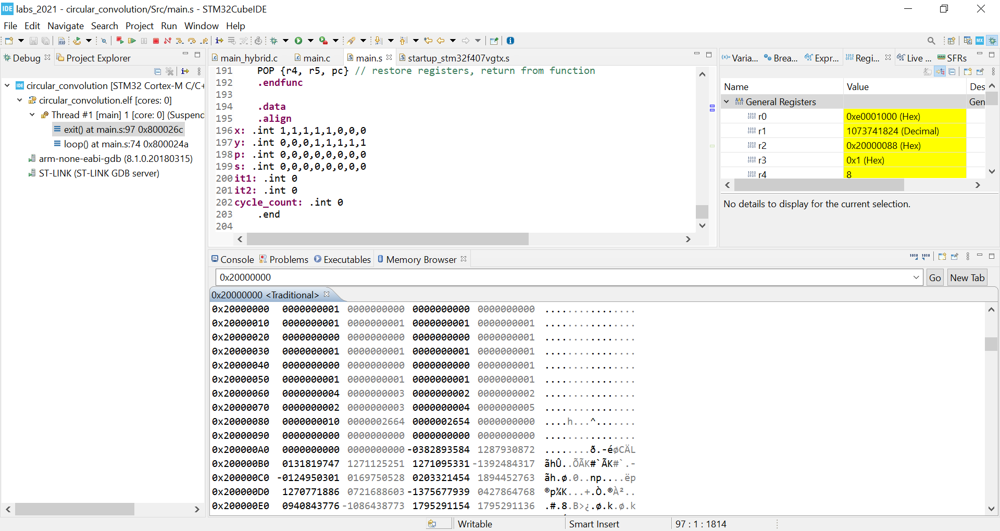 IDE labs_2021 - circular_convolution/Src/main.s - STM32CubeIDE
File Edit Navigate Search Project Run Window Help
Debug Project Explorer
circular_convolution [STM32 Cortex-M C/C+
circular_convolution.elf [cores: 0]
Thread #1 [main] 1 [core: 0] (Suspenc
exit() at main.s:97 0x800026c
loop() at main.s:74 0x800024a
arm-none-eabi-gdb (8.1.0.20180315)
ST-LINK (ST-LINK GDB server)
main_hybrid.c main.c main.s startup_stm32f407vgtx.s
191 POP {r4, r5, pc} // restore registers, return from function
192 .endfunc
193
194 .data
195 .align
196 x: .int 1,1,1,1,1,0,0,0
197 y: .int 0,0,0,1,1,1,1,1
198 p: .int 0,0,0,0,0,0,0,0
199 s: .int 0,0,0,0,0,0,0,0
200 it1: .int 0
201 it2: .int 0
202 cycle_count: .int 0
203 .end
204
(x)= Varia... Brea... Expr... Regi... Live ... SFRs
Name Value Des
General Registers Gen
r0 0xe0001000 (Hex)
r1 1073741824 (Decimal)
r2 0x20000088 (Hex)
r3 0x1 (Hex)
r4 8
No details to display for the current selection.
Console Problems Executables Memory Browser
0x20000000 Go New Tab
0x20000000 <Traditional>
0x20000000 0000000001 0000000000 0000000000 0000000000 ................
0x20000010 0000000001 0000000001 0000000001 0000000001 ................
0x20000020 0000000000 0000000000 0000000000 0000000001 ................
0x20000030 0000000001 0000000001 0000000001 0000000001 ................
0x20000040 0000000000 0000000000 0000000000 0000000001 ................
0x20000050 0000000001 0000000001 0000000001 0000000001 ................
0x20000060 0000000004 0000000003 0000000002 0000000002 ................
0x20000070 0000000002 0000000003 0000000004 0000000005 ................
0x20000080 0000000010 0000002664 0000002654 0000000000 ....h...^.......
0x20000090 0000000000 0000000000 0000000000 0000000000 ................
0x200000A0 0000000000 0000000000 -0382893584 1287930872 ........ð.-éøCÄL
0x200000B0 0131819747 1271125251 1271095331 -1392484317 ãhÛ..ÕÃK#`ÃK#`.-
0x200000C0 -0124950301 0169750528 0203321454 1894452763 ãh.ø.0..np....ëp
0x200000D0 1270771886 0721688603 -1375677939 0427864768 ®p¾K...+.Ò.®À²..
0x200000E0 0940843776 -1086438773 1795291154 1795291136 .#.8.B>¿.ø.k.ø.k
Writable Smart Insert 97 : 1 : 1814